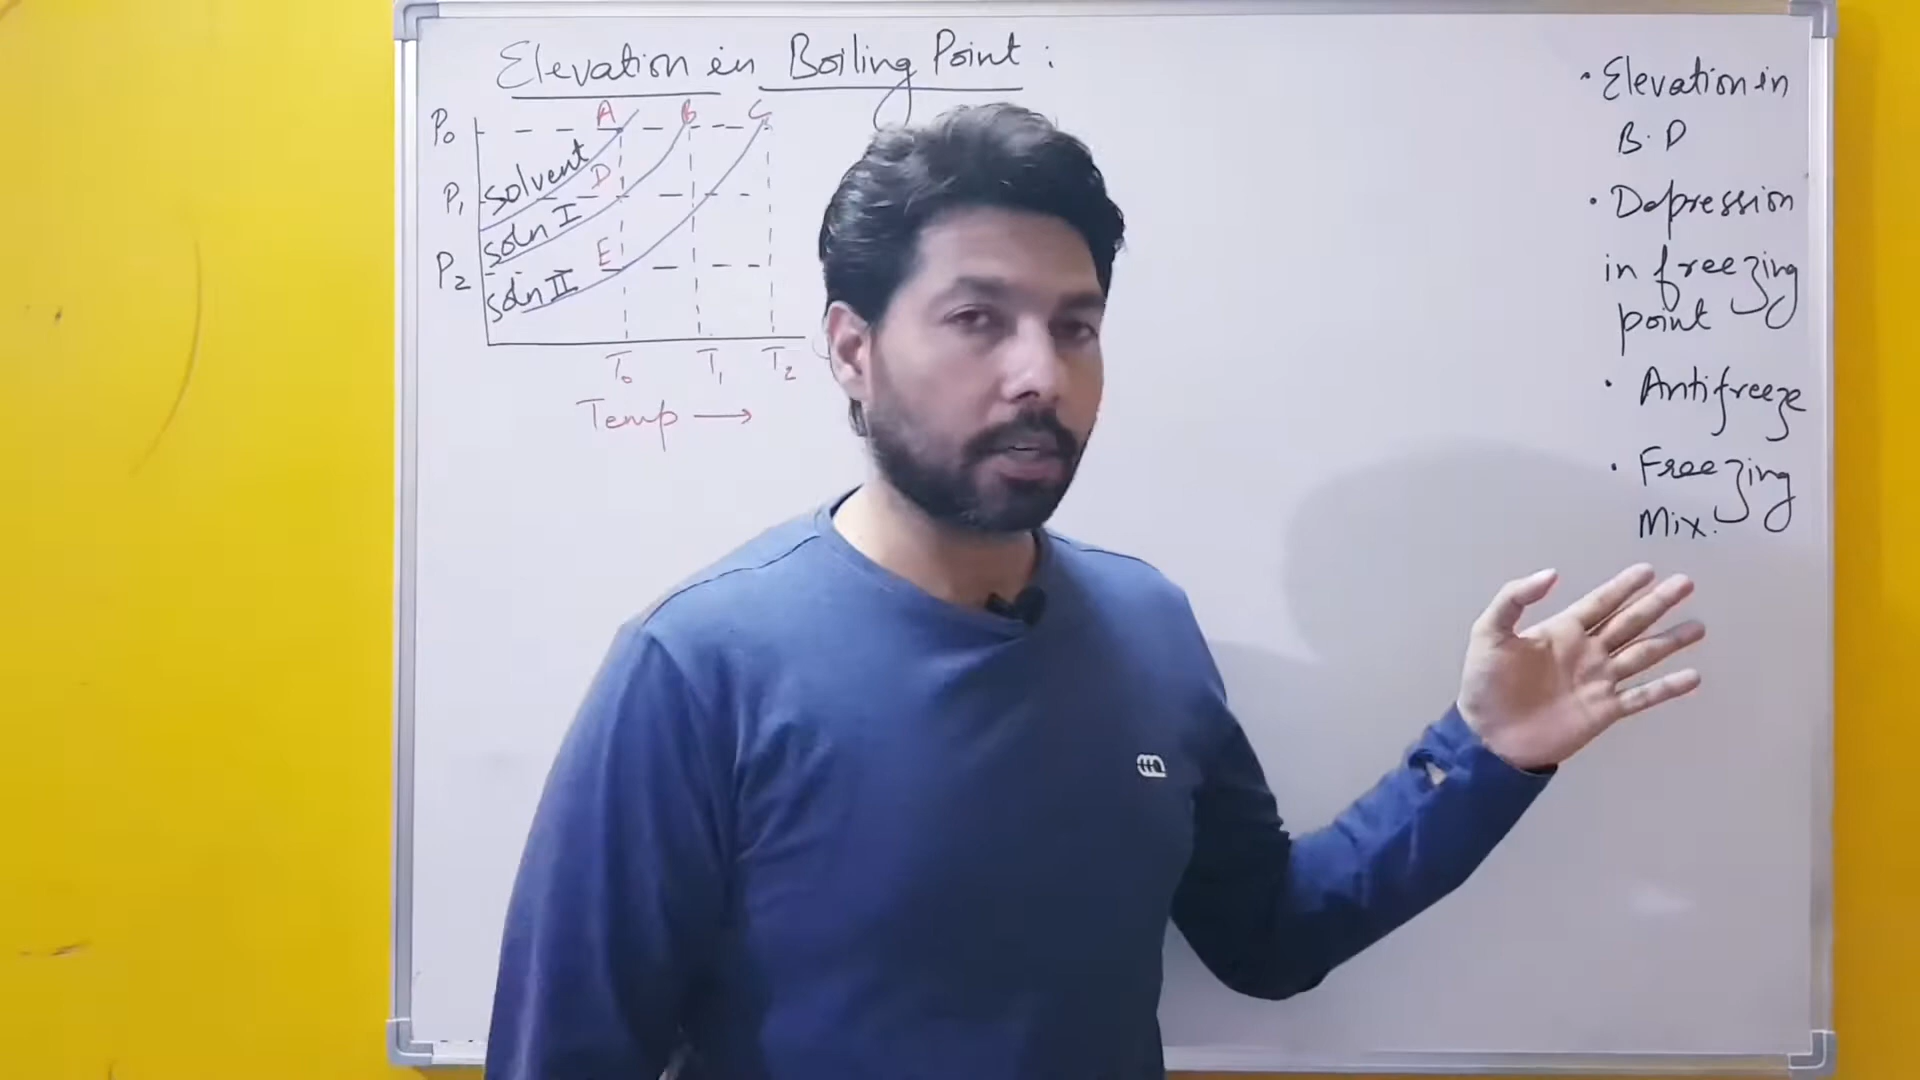 Elevation in Boiling Point :
P₀
A
B
C
solvent
P₁
D
soln I
P₂
E
soln II
T₀
T₁
T₂
Temp →
• Elevation in
B.P
• Depression
in freezing
point
• Antifreeze
• Freezing
Mix.